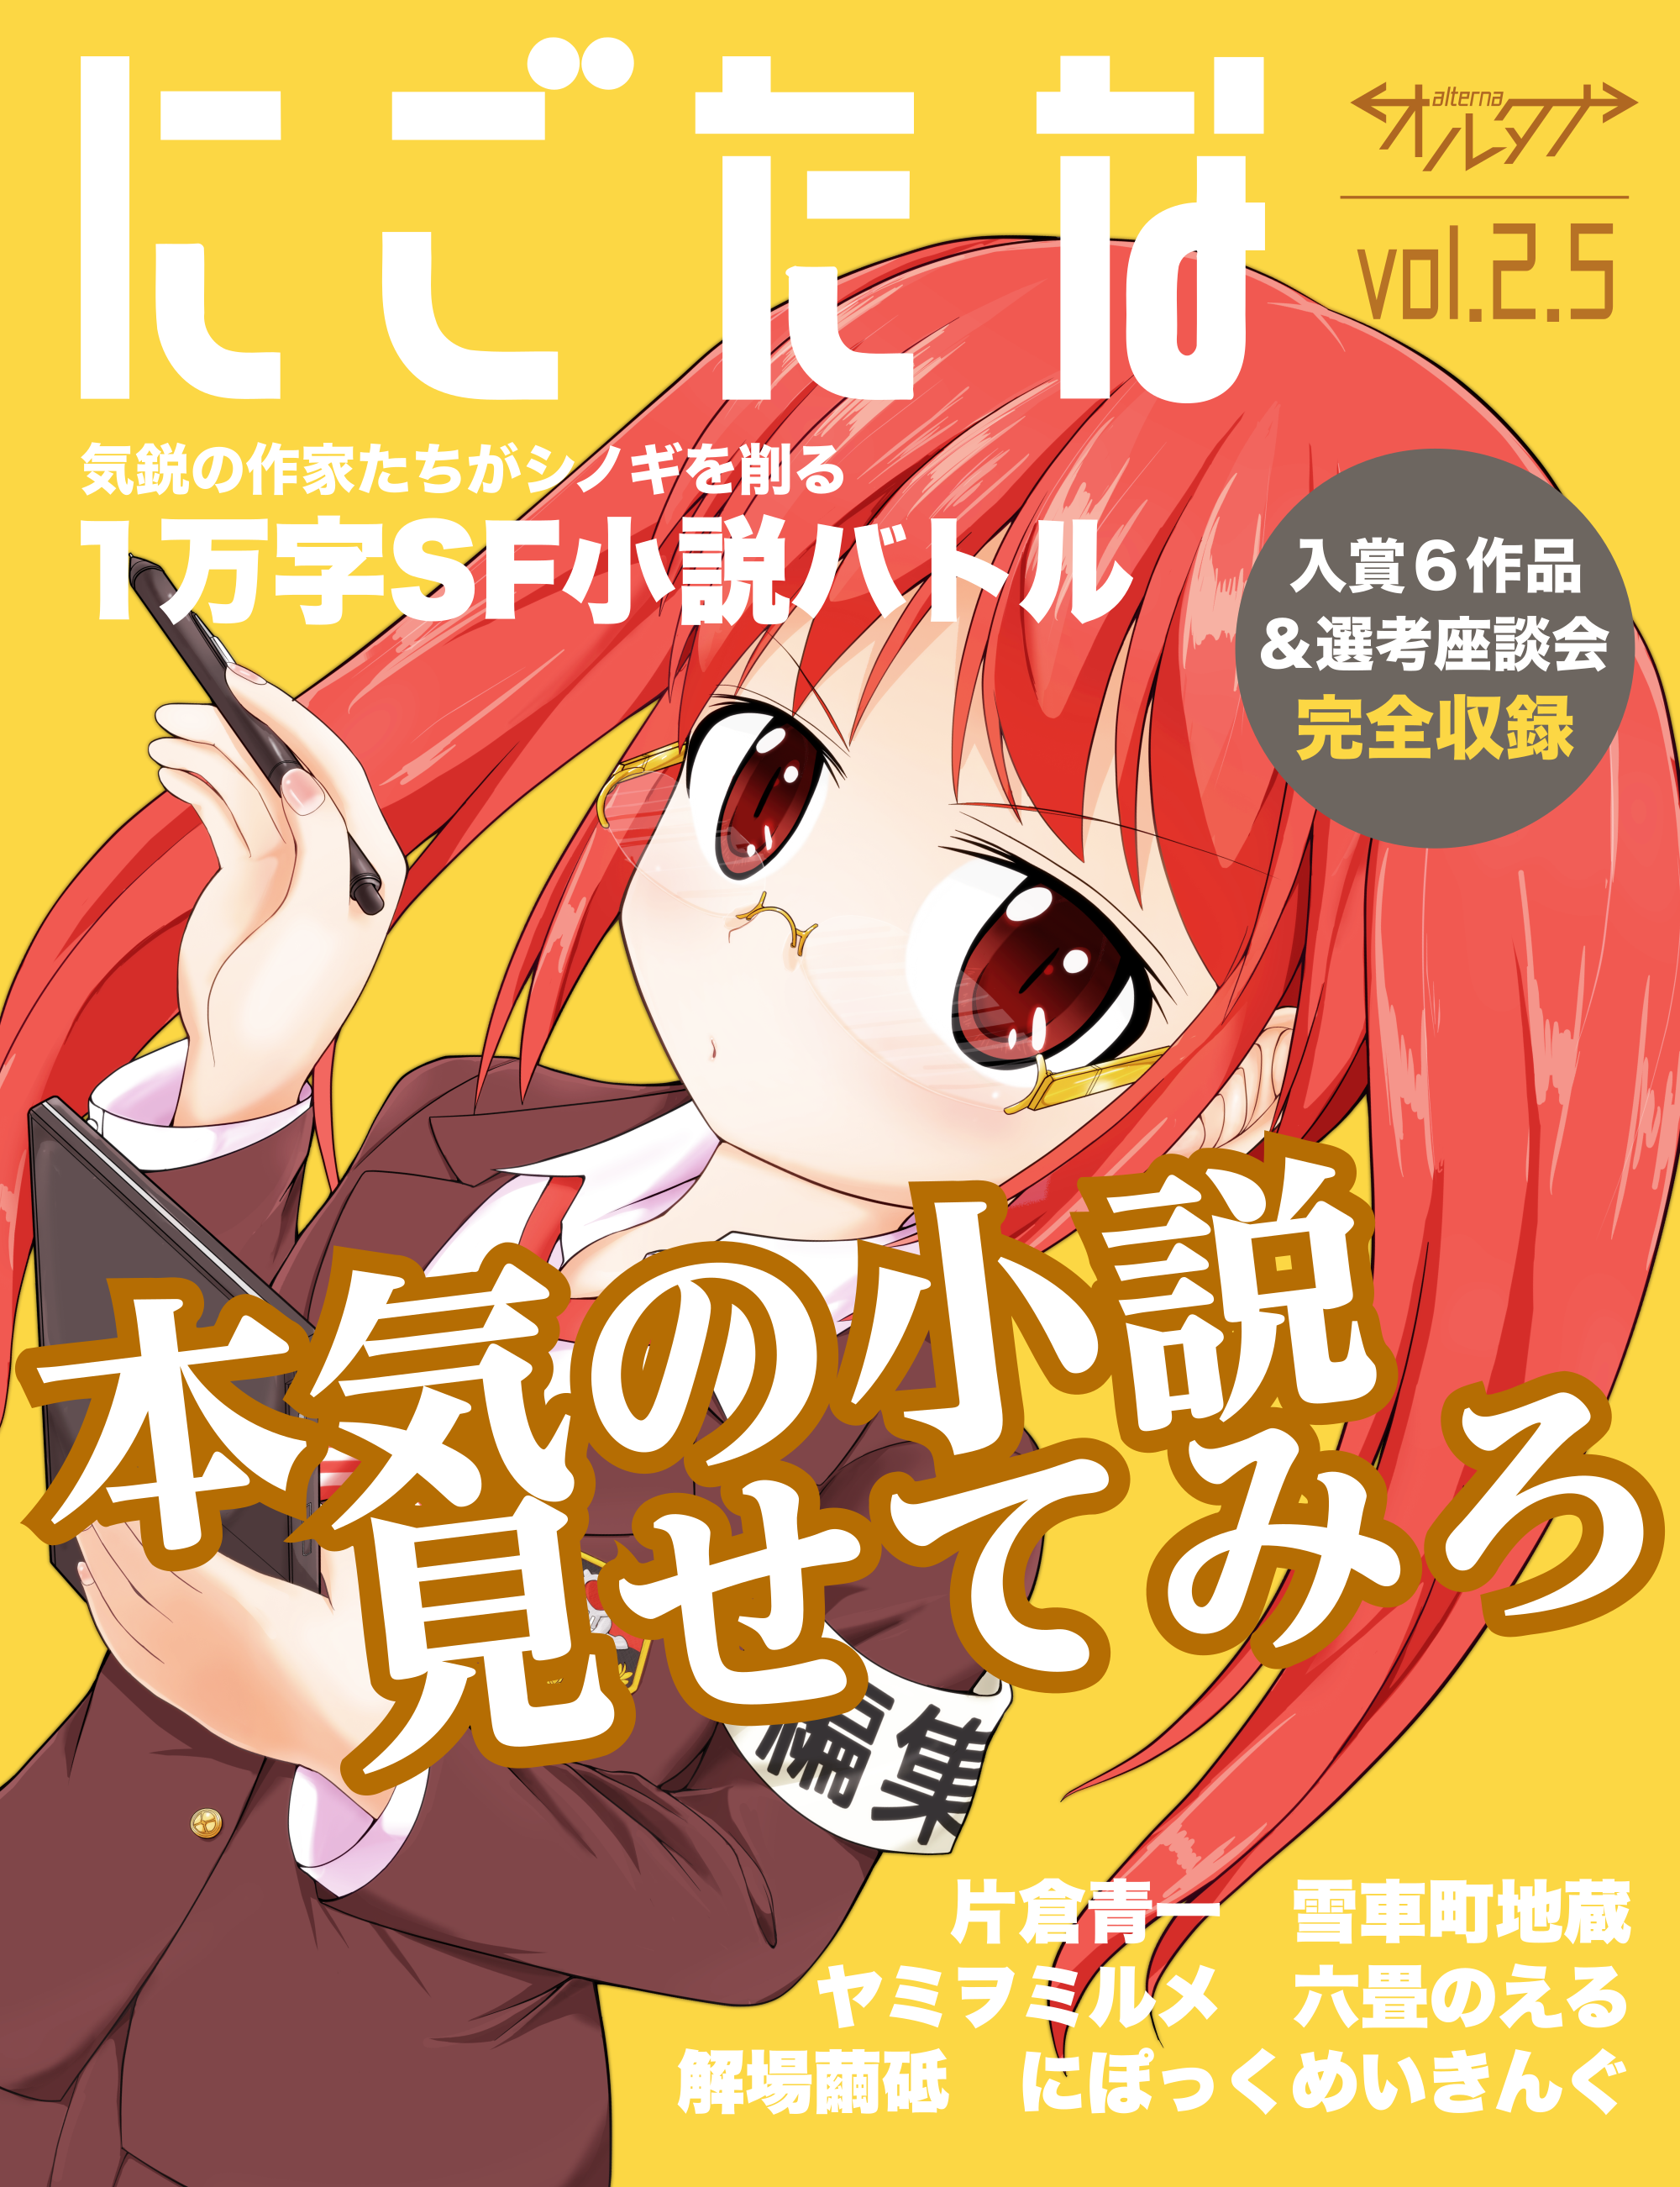 にごたな
alterna
オルタナ
vol.2.5
気鋭の作家たちがシノギを削る
1万字SF小説バトル
入賞6作品
&選考座談会
完全収録
本気の小説
見せてみろ
編集
片倉青一　雪車町地蔵
ヤミヲミルメ　六畳のえる
解場繭砥　にぽっくめいきんぐ